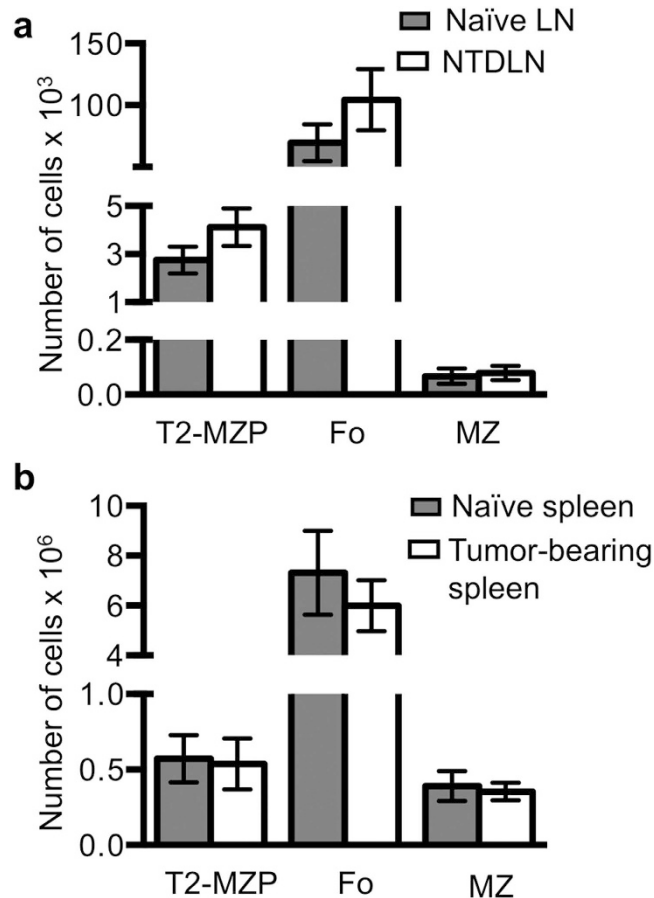 a
Naïve LN
NTDLN
Number of cells x 10³
150
100
5
3
1
0.2
0.0
T2-MZP Fo MZ
b
Naïve spleen
Tumor-bearing
spleen
Number of cells x 10⁶
10
8
6
4
1.0
0.5
0.0
T2-MZP Fo MZ